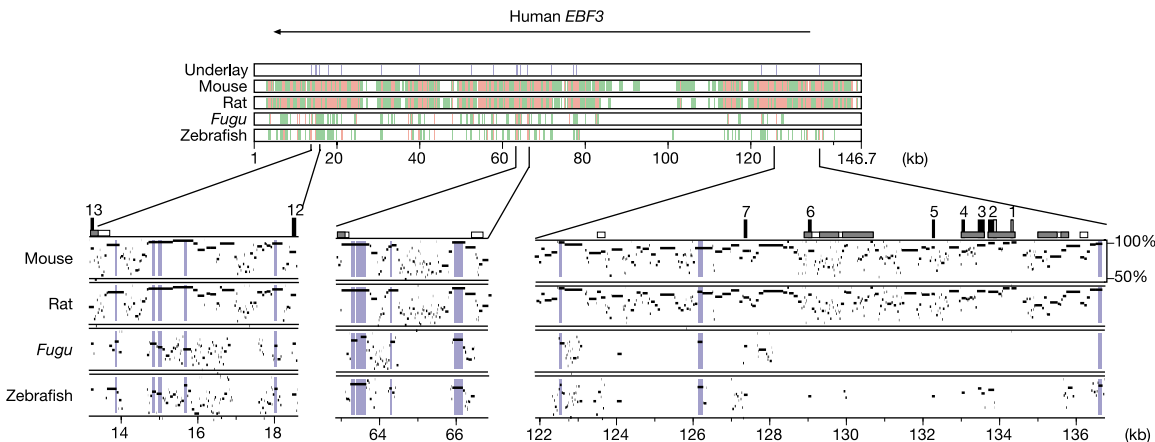 Human EBF3
Underlay
Mouse
Rat
Fugu
Zebrafish
1 20 40 60 80 100 120 146.7 (kb)
13 12 7 6 5 4 3 2 1
Mouse 100%
50%
Rat
Fugu
Zebrafish
14 16 18 64 66 122 124 126 128 130 132 134 136 (kb)